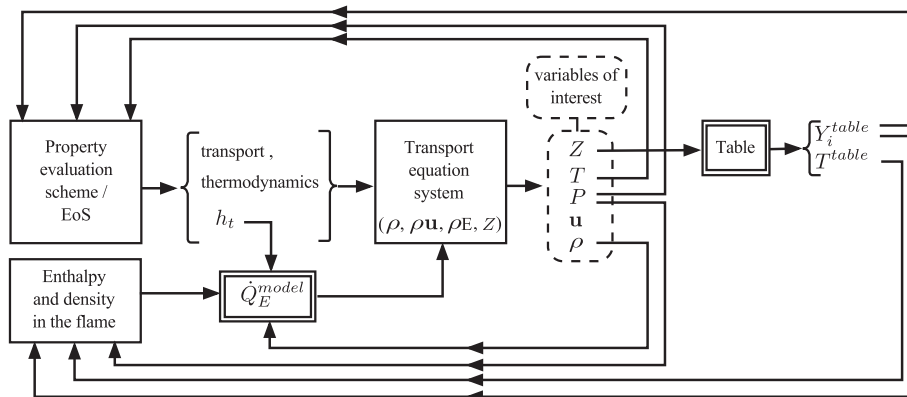 variables of
interest
Property
evaluation
scheme /
EoS
transport ,
thermodynamics
h_t
Transport
equation
system
(ρ, ρu, ρE, Z)
Z
T
P
u
ρ
Table
Y_i^{table}
T^{table}
Enthalpy
and density
in the flame
Q̇_E^{model}